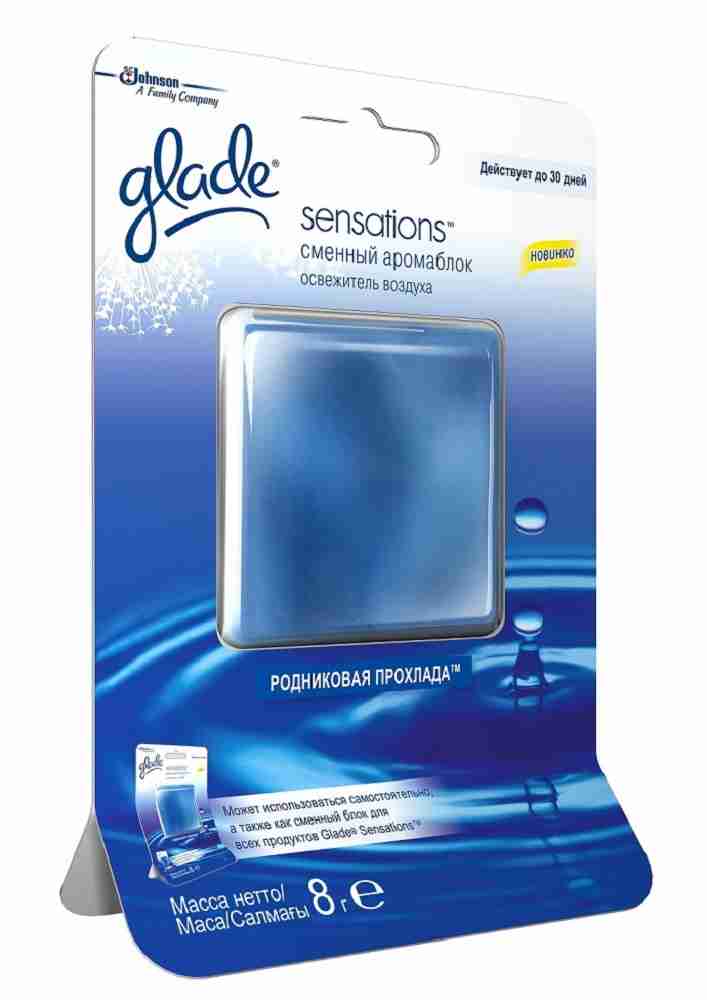 SC Johnson
A Family Company
glade®
Действует до 30 дней
sensations™
сменный аромаблок
освежитель воздуха
НОВИНКА
РОДНИКОВАЯ ПРОХЛАДА™
glade
Может использоваться самостоятельно,
а также как сменный блок для
всех продуктов Glade® Sensations™
Масса нетто/
Маса/Салмағы 8 г ℮